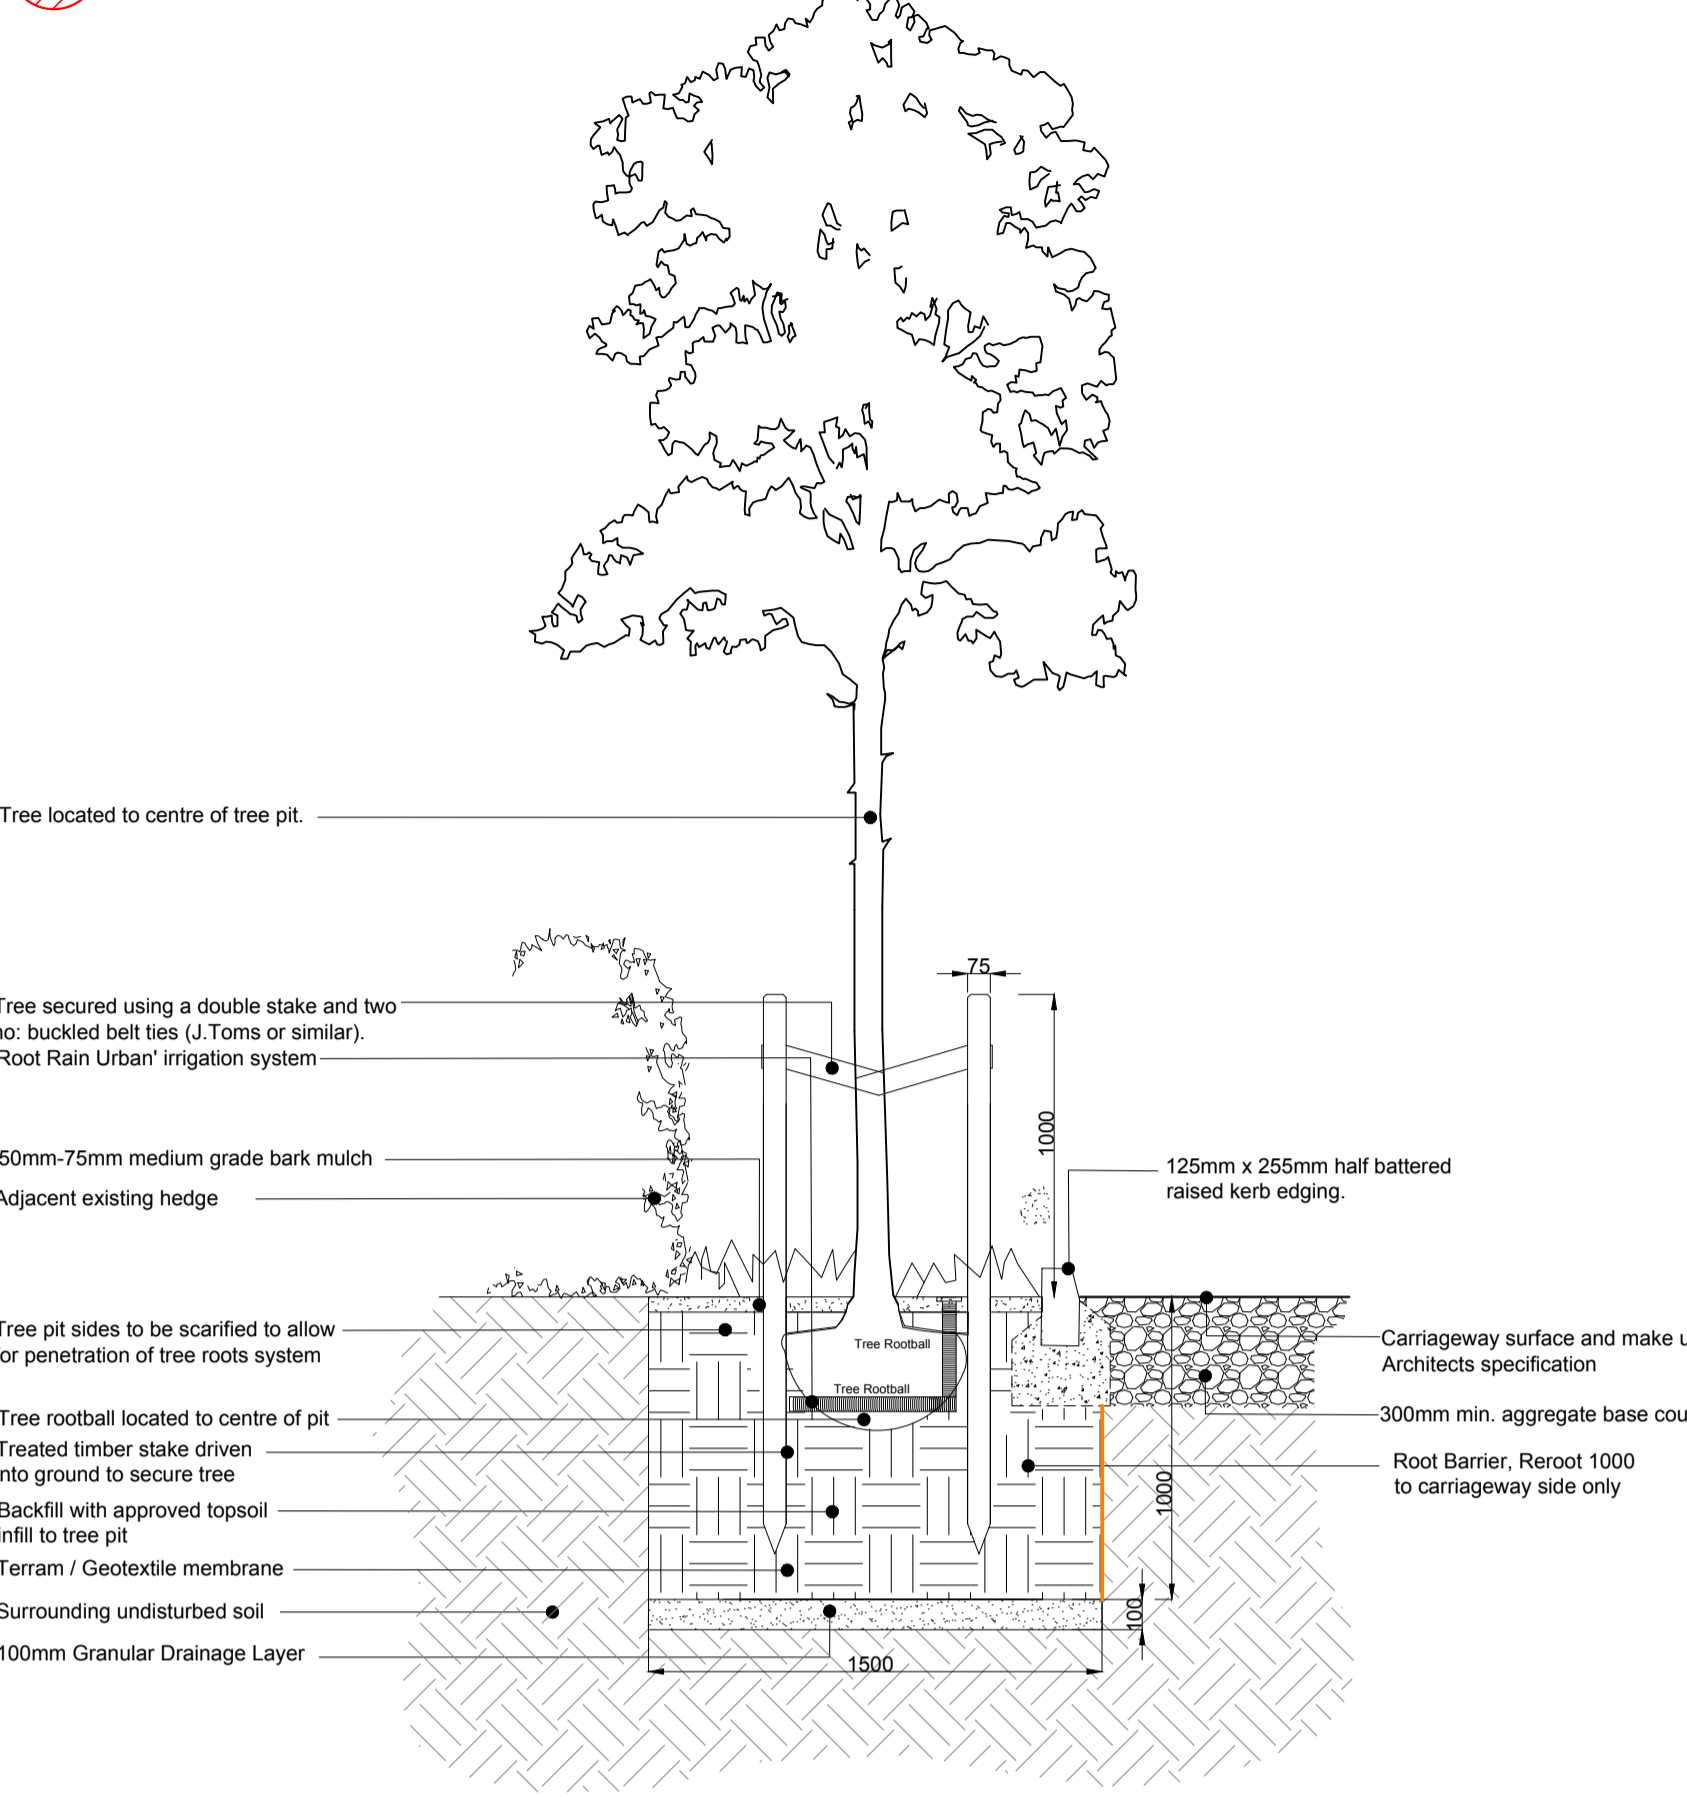 Tree located to centre of tree pit.
75
Tree secured using a double stake and two
no: buckled belt ties (J.Toms or similar).
Root Rain Urban' irrigation system
1000
50mm-75mm medium grade bark mulch
Adjacent existing hedge
125mm x 255mm half battered
raised kerb edging.
Tree pit sides to be scarified to allow
or penetration of tree roots system
Tree Rootball
Tree Rootball
Carriageway surface and make u
Architects specification
300mm min. aggregate base cou
Tree rootball located to centre of pit
Treated timber stake driven
nto ground to secure tree
Root Barrier, Reroot 1000
to carriageway side only
1000
Backfill with approved topsoil
nfill to tree pit
Terram / Geotextile membrane
Surrounding undisturbed soil
100
100mm Granular Drainage Layer
1500